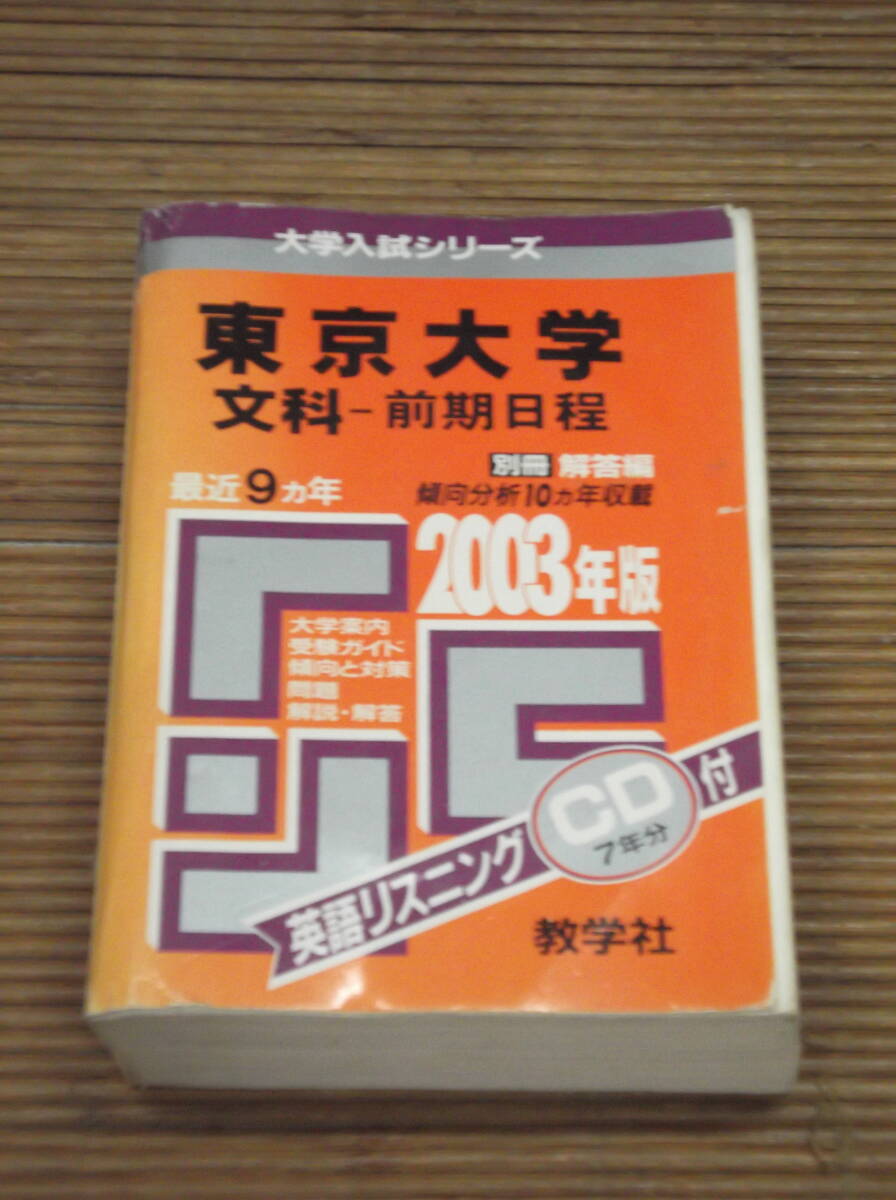 大学入試シリーズ
東京大学
文科－前期日程
別冊 解答編
最近9ヵ年
傾向分析10ヵ年収載
2003年版
大学案内
受験ガイド
傾向と対策
問題
解説・解答
英語リスニングCD付
7年分
教学社